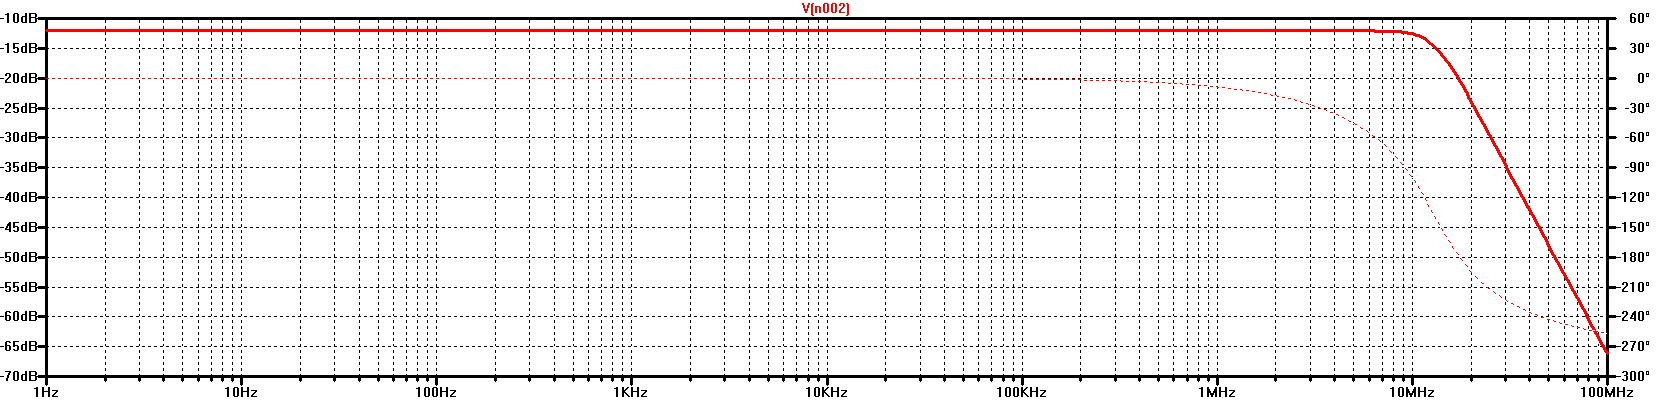 V(n002)
-10dB 60°
-15dB 30°
-20dB 0°
-25dB -30°
-30dB -60°
-35dB -90°
-40dB -120°
-45dB -150°
-50dB -180°
-55dB -210°
-60dB -240°
-65dB -270°
-70dB -300°
1Hz 10Hz 100Hz 1KHz 10KHz 100KHz 1MHz 10MHz 100MHz